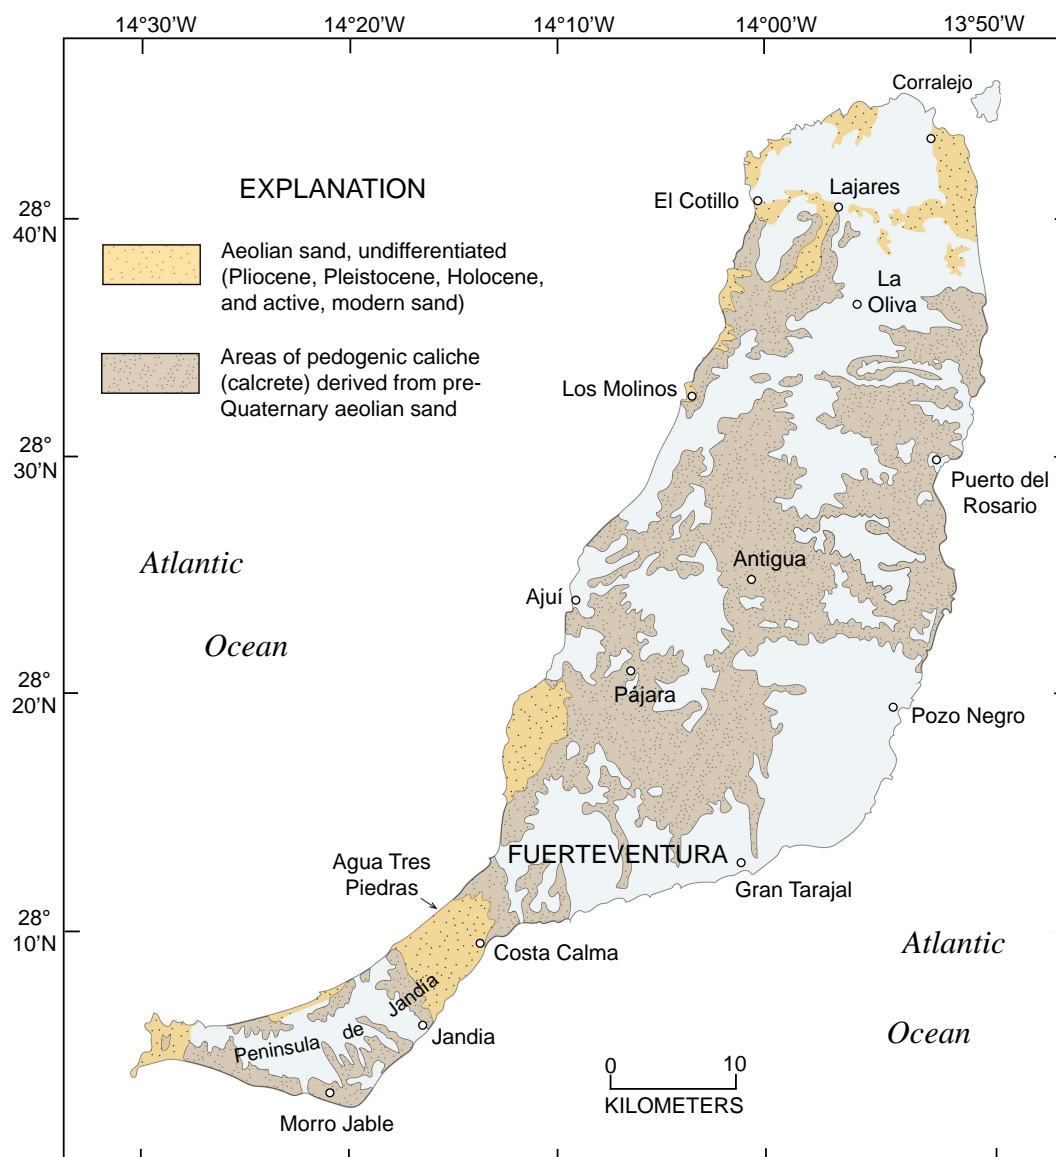 14°30’W
14°20’W
14°10’W
14°00’W
13°50’W
Corralejo
EXPLANATION
El Cotillo
Lajares
28°
40’N
Aeolian sand, undifferentiated
(Pliocene, Pleistocene, Holocene,
and active, modern sand)
La
Oliva
Areas of pedogenic caliche
(calcrete) derived from pre-
Quaternary aeolian sand
Los Molinos
28°
30’N
Puerto del
Rosario
Atlantic
Ocean
Antigua
Ajuí
28°
20’N
Pájara
Pozo Negro
FUERTEVENTURA
Agua Tres
Piedras
Gran Tarajal
28°
10’N
Costa Calma
Atlantic
Ocean
Peninsula de Jandia
Jandia
0 10
KILOMETERS
Morro Jable